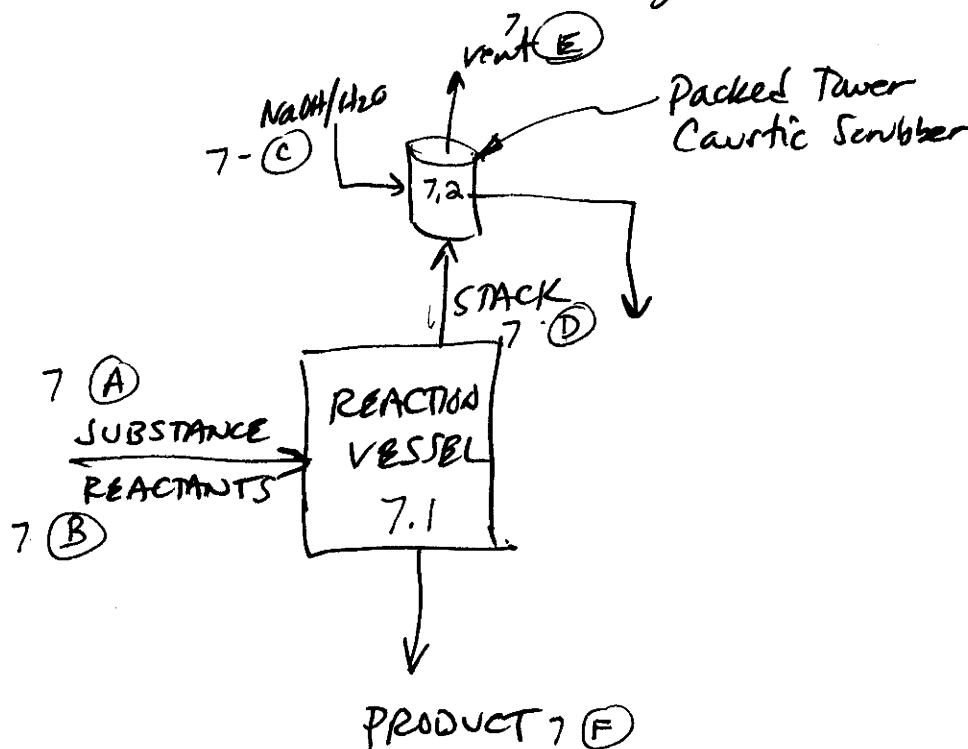 7
vent (E)
NaOH/H2O
7-(C)
Packed Tower
Caustic Scrubber
7,2
STACK
7 (D)
7 (A)
SUBSTANCE
REACTANTS
7 (B)
REACTION
VESSEL
7.1
PRODUCT 7 (F)